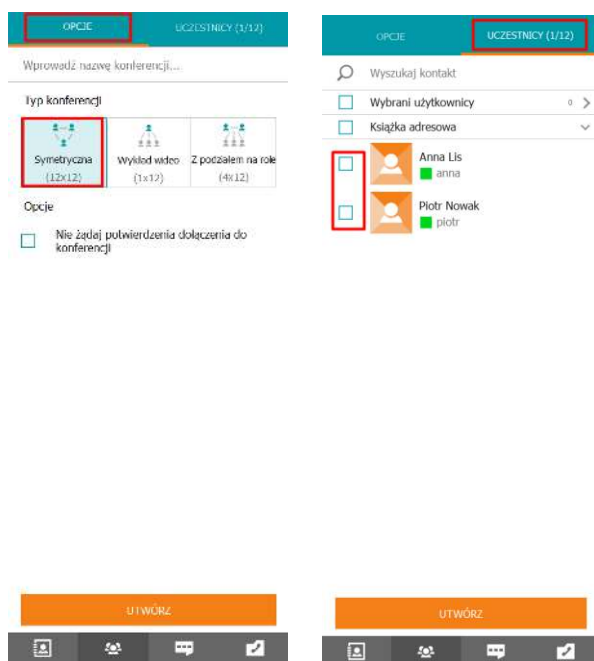 OPCJE UCZESTNICY (1/12)
Wprowadź nazwę konferencji...
Typ konferencji
Symetryczna Wykład wideo Z podziałem na role
(12x12) (1x12) (4x12)
Opcje
Nie żądaj potwierdzenia dołączenia do
konferencji
UTWÓRZ
OPCJE UCZESTNICY (1/12)
Wyszukaj kontakt
Wybrani użytkownicy 0
Książka adresowa
Anna Lis
anna
Piotr Nowak
piotr
UTWÓRZ